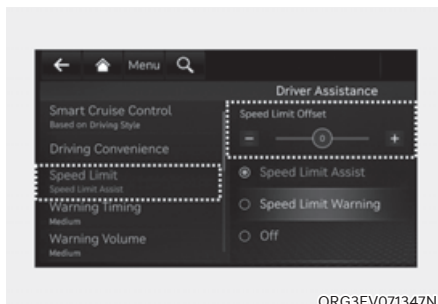 Menu
Driver Assistance
Smart Cruise Control
Based on Driving Style
Driving Convenience
Speed Limit
Speed Limit Assist
Warning Timing
Medium
Warning Volume
Medium
Speed Limit Offset
- 0 +
Speed Limit Assist
Speed Limit Warning
Off
ORG3EV071347N